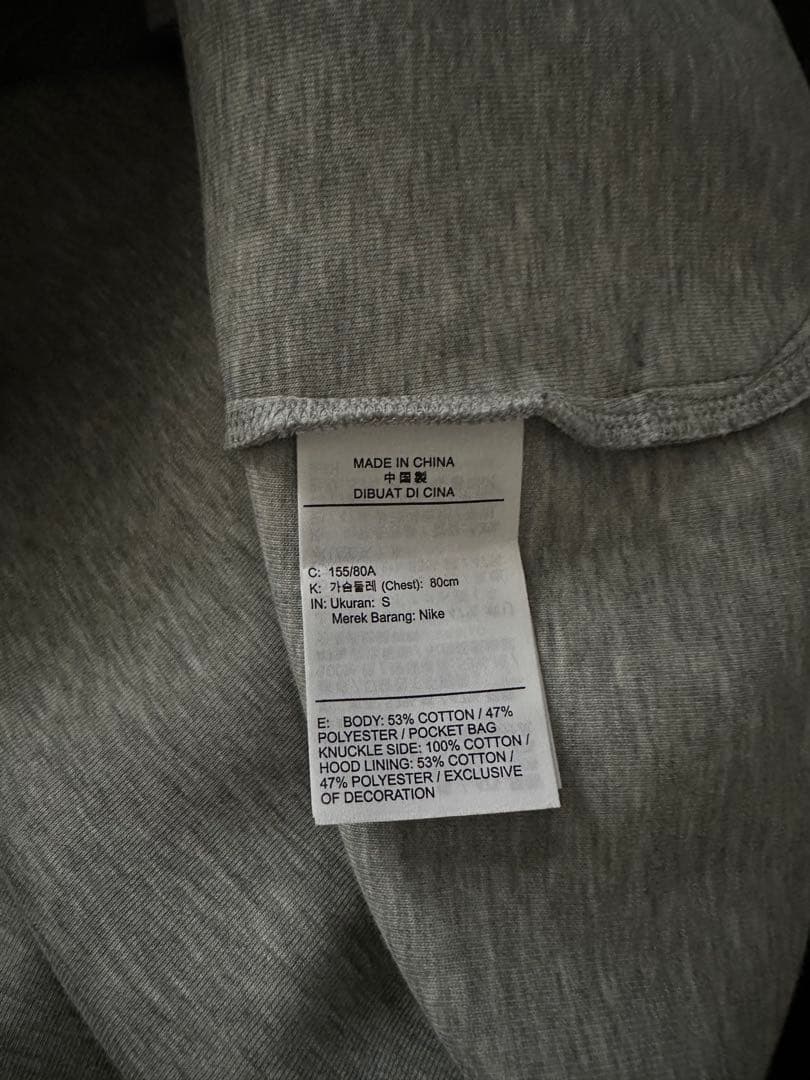 MADE IN CHINA
中国製
DIBUAT DI CINA
C: 155/80A
K: 가슴둘레 (Chest): 80cm
IN: Ukuran: S
Merek Barang: Nike
E: BODY: 53% COTTON / 47%
POLYESTER / POCKET BAG
KNUCKLE SIDE: 100% COTTON /
HOOD LINING: 53% COTTON /
47% POLYESTER / EXCLUSIVE
OF DECORATION